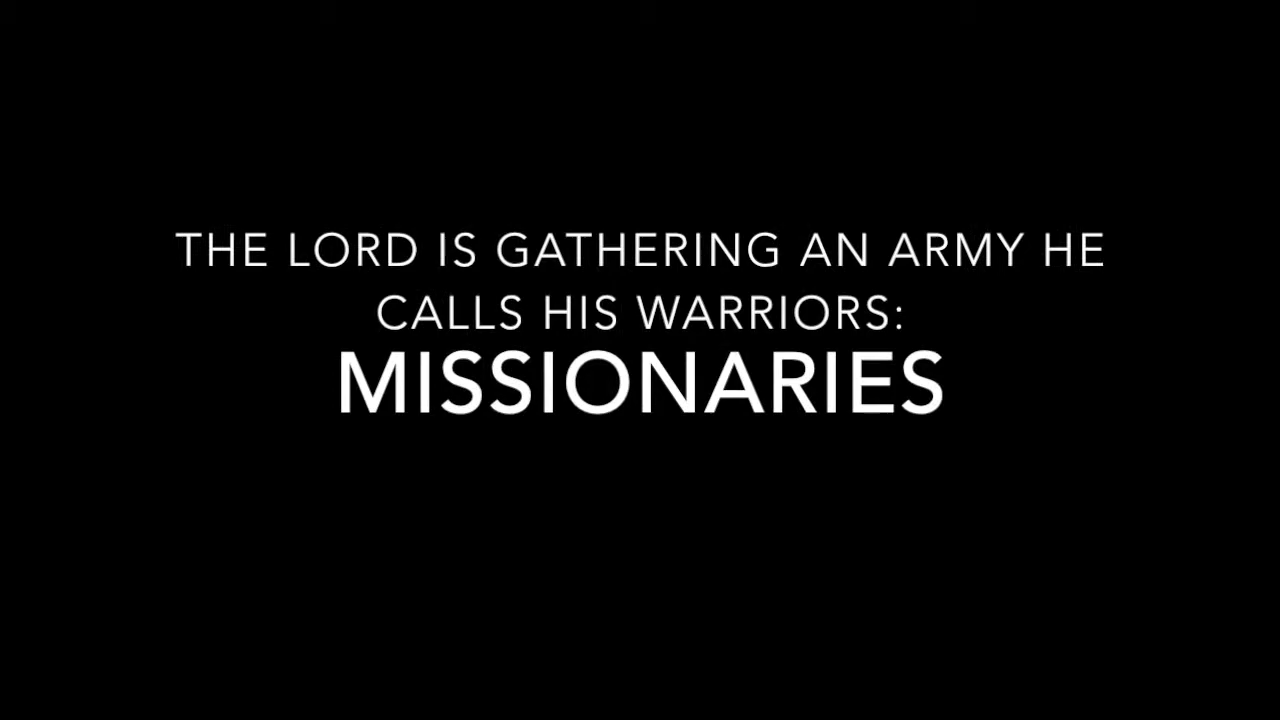 THE LORD IS GATHERING AN ARMY HE
CALLS HIS WARRIORS:
MISSIONARIES